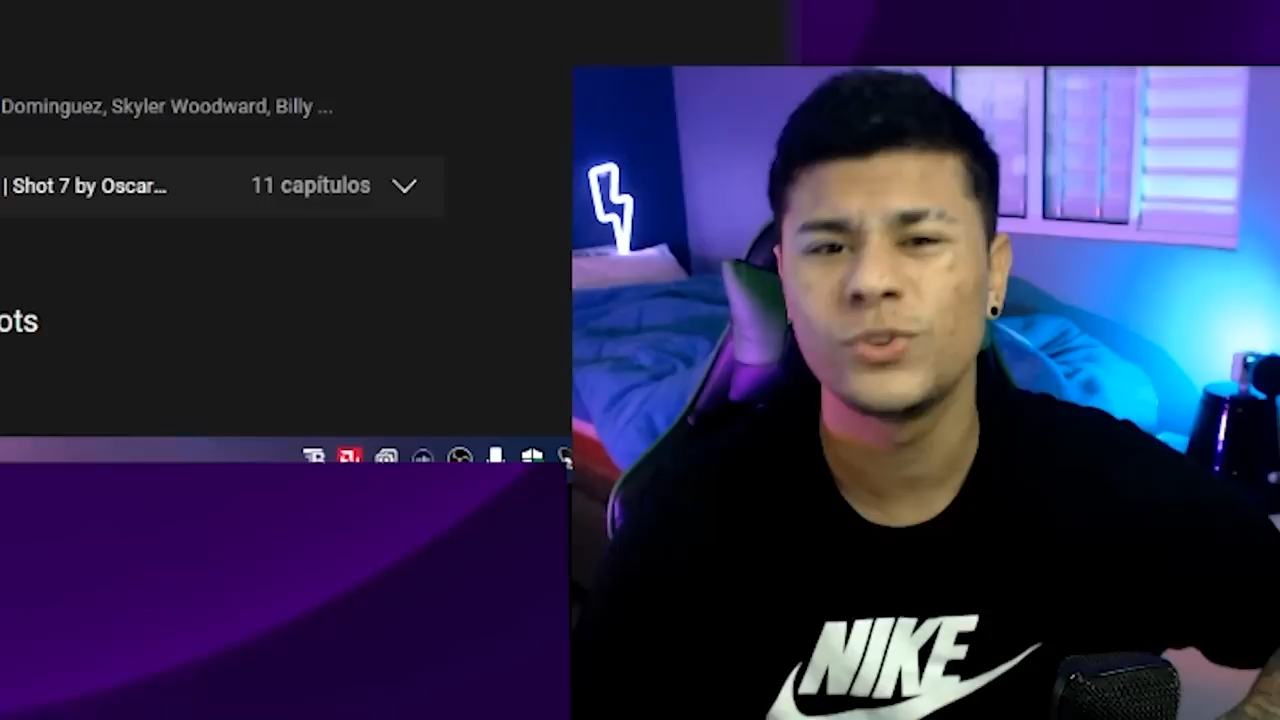 Dominguez, Skyler Woodward, Billy ...
| Shot 7 by Oscar... 11 capítulos
ots
NIKE